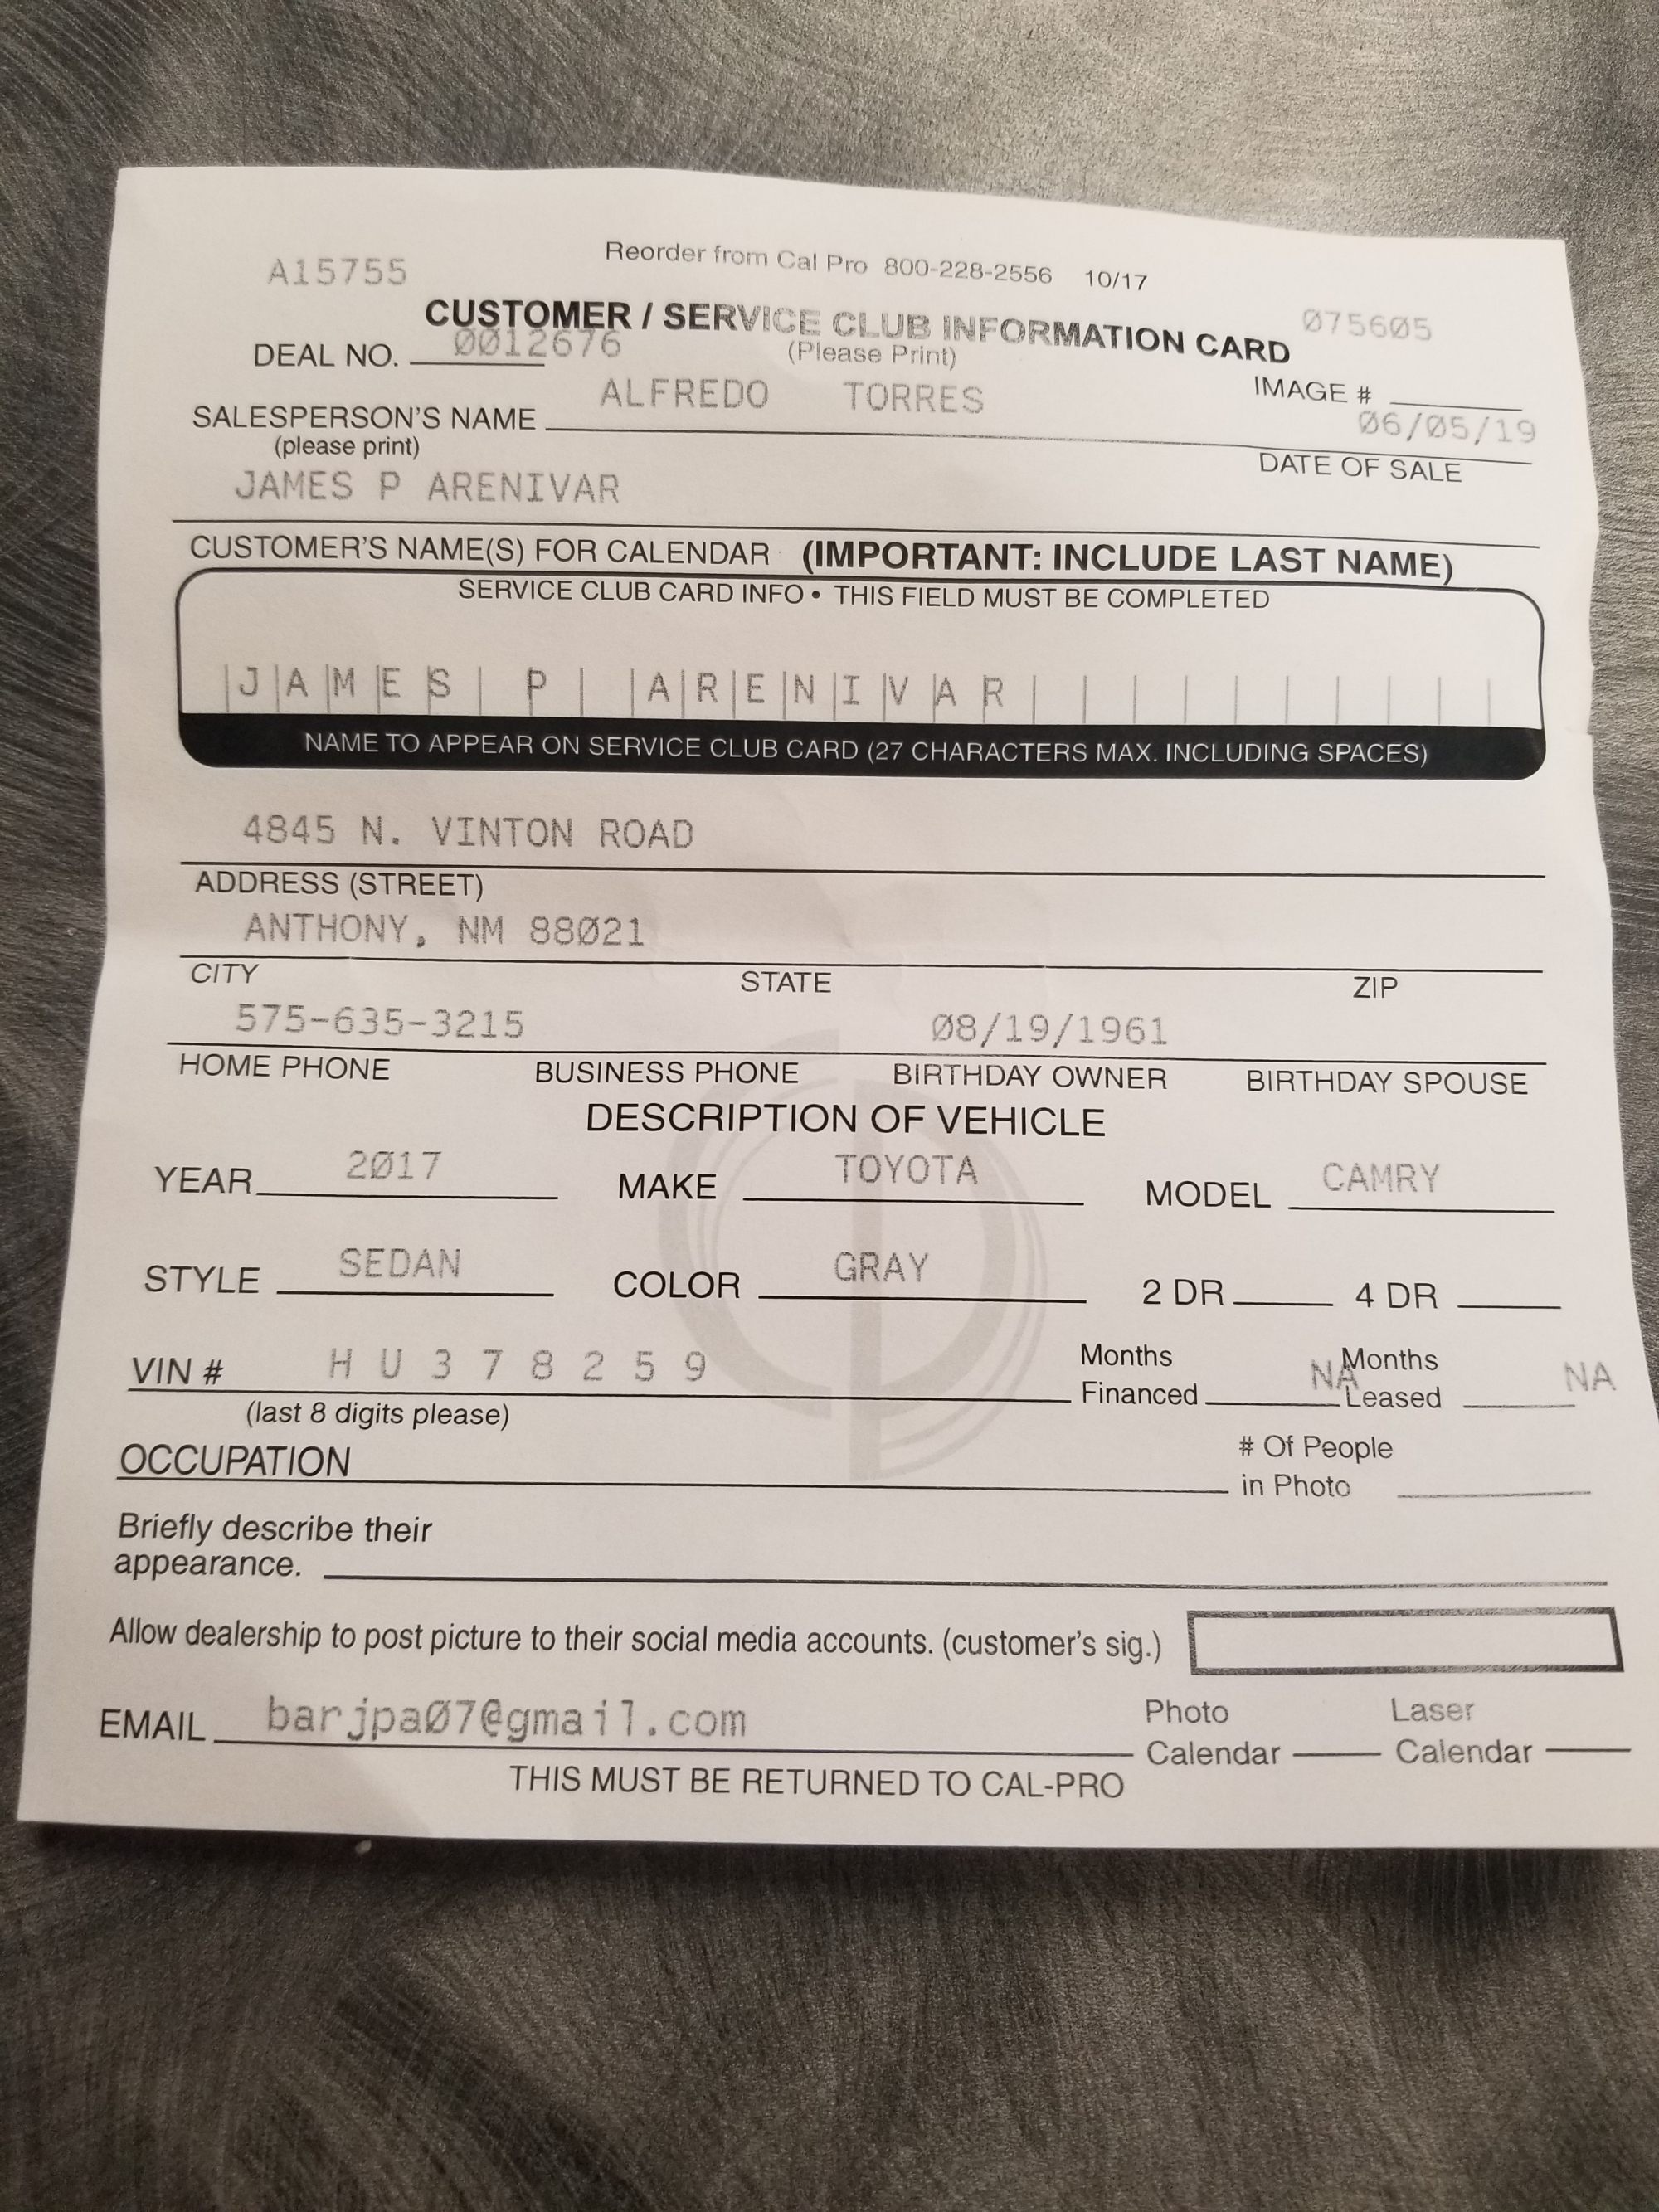 Reorder from Cal Pro 800-228-2556 10/17
A15755
CUSTOMER / SERVICE CLUB INFORMATION CARD
075605
DEAL NO. 0012676 (Please Print)
IMAGE #
SALESPERSON'S NAME ALFREDO TORRES
06/05/19
(please print)
DATE OF SALE
JAMES P ARENIVAR
CUSTOMER'S NAME(S) FOR CALENDAR (IMPORTANT: INCLUDE LAST NAME)
SERVICE CLUB CARD INFO • THIS FIELD MUST BE COMPLETED
JAMES P ARENIVAR
NAME TO APPEAR ON SERVICE CLUB CARD (27 CHARACTERS MAX. INCLUDING SPACES)
4845 N. VINTON ROAD
ADDRESS (STREET)
ANTHONY, NM 88021
CITY STATE ZIP
575-635-3215 08/19/1961
HOME PHONE BUSINESS PHONE BIRTHDAY OWNER BIRTHDAY SPOUSE
DESCRIPTION OF VEHICLE
YEAR 2017 MAKE TOYOTA MODEL CAMRY
STYLE SEDAN COLOR GRAY 2 DR 4 DR
VIN # H U 3 7 8 2 5 9 Months Financed NA Months Leased NA
(last 8 digits please)
OCCUPATION # Of People in Photo
Briefly describe their
appearance.
Allow dealership to post picture to their social media accounts. (customer's sig.)
EMAIL barjpa07@gmail.com Photo Calendar Laser Calendar
THIS MUST BE RETURNED TO CAL-PRO